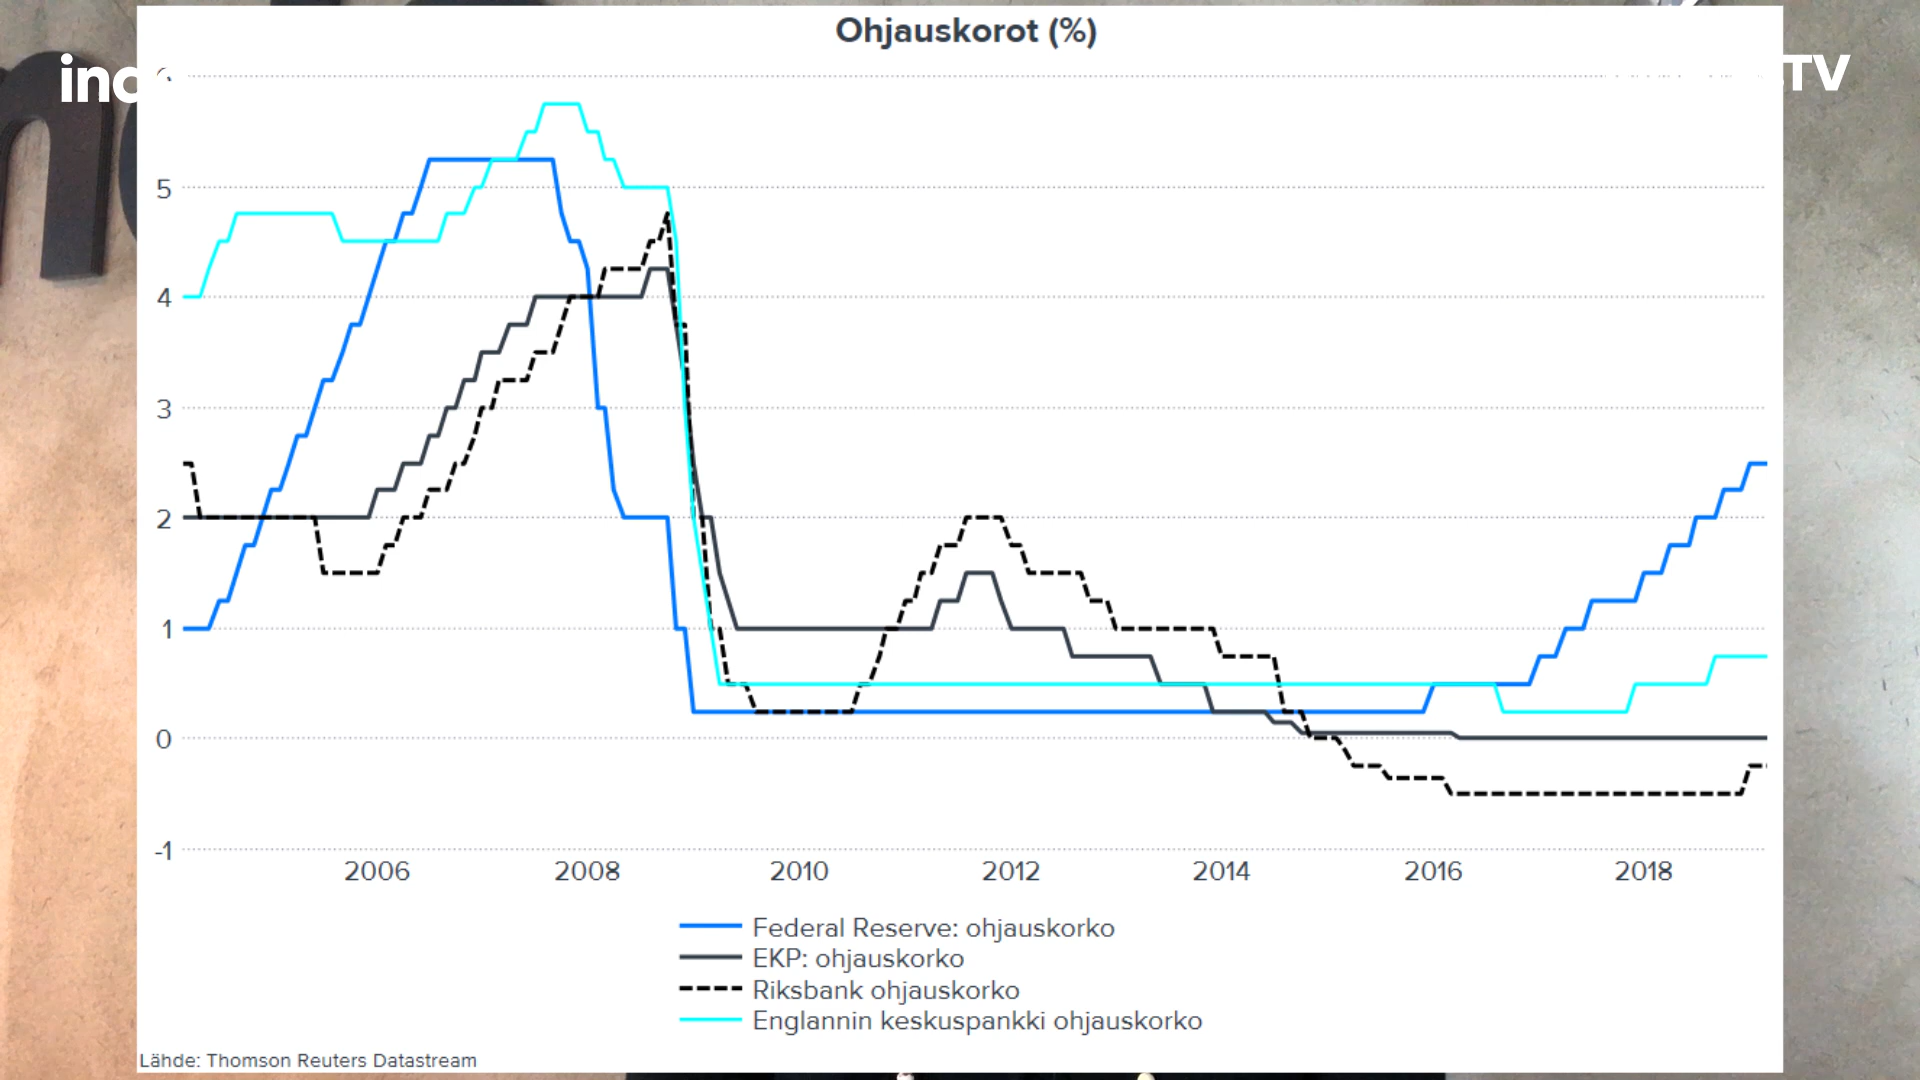 Ohjauskorot (%)
inc
TV
5
4
3
2
1
0
-1
2006 2008 2010 2012 2014 2016 2018
Federal Reserve: ohjauskorko
EKP: ohjauskorko
Riksbank ohjauskorko
Englannin keskuspankki ohjauskorko
Lähde: Thomson Reuters Datastream